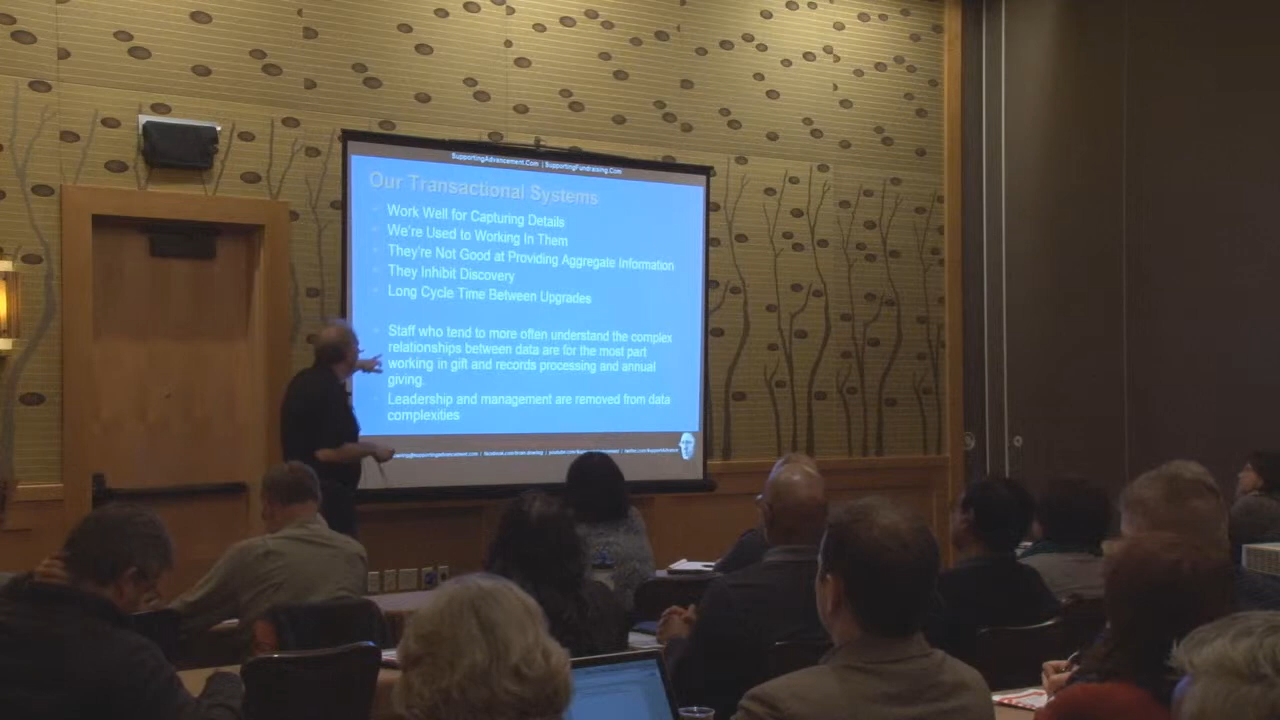 SupportingAdvancement.Com | SupportingFundraising.Com
Our Transactional Systems
Work Well for Capturing Details
We're Used to Working In Them
They're Not Good at Providing Aggregate Information
They Inhibit Discovery
Long Cycle Time Between Upgrades
Staff who tend to more often understand the complex
relationships between data are for the most part
working in gift and records processing and annual
giving.
Leadership and management are removed from data
complexities